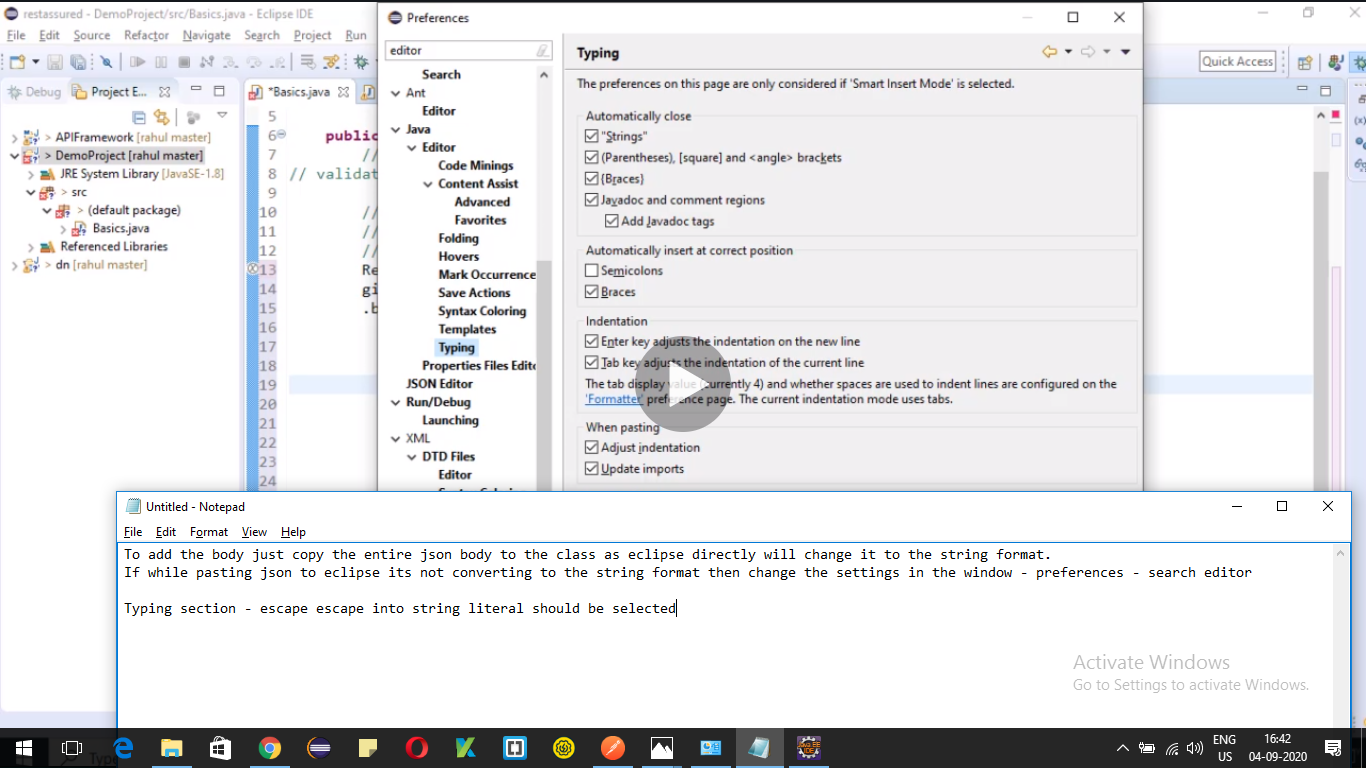 restassured - DemoProject/src/Basics.java - Eclipse IDE
File Edit Source Refactor Navigate Search Project Run
Quick Access
Debug Project E...
> APIFramework [rahul master]
> DemoProject [rahul master]
JRE System Library [JavaSE-1.8]
> src
> (default package)
Basics.java
Referenced Libraries
> dn [rahul master]
*Basics.java
5
6 public
7 //
8 // validat
9
10 //
11 //
12 //
13 Re
14 gi
15 .b
16
17
18
19
20
21
22
23
24
Preferences
editor
Search
Ant
Editor
Java
Editor
Code Minings
Content Assist
Advanced
Favorites
Folding
Hovers
Mark Occurrence
Save Actions
Syntax Coloring
Templates
Typing
Properties Files Edito
JSON Editor
Run/Debug
Launching
XML
DTD Files
Editor
Typing
The preferences on this page are only considered if 'Smart Insert Mode' is selected.
Automatically close
"Strings"
(Parentheses), [square] and <angle> brackets
{Braces}
Javadoc and comment regions
Add Javadoc tags
Automatically insert at correct position
Semicolons
Braces
Indentation
Enter key adjusts the indentation on the new line
Tab key adjusts the indentation of the current line
The tab display value (currently 4) and whether spaces are used to indent lines are configured on the
'Formatter' preference page. The current indentation mode uses tabs.
When pasting
Adjust indentation
Update imports
Untitled - Notepad
File Edit Format View Help
To add the body just copy the entire json body to the class as eclipse directly will change it to the string format.
If while pasting json to eclipse its not converting to the string format then change the settings in the window - preferences - search editor
Typing section - escape escape into string literal should be selected
Activate Windows
Go to Settings to activate Windows.
ENG
US
16:42
04-09-2020